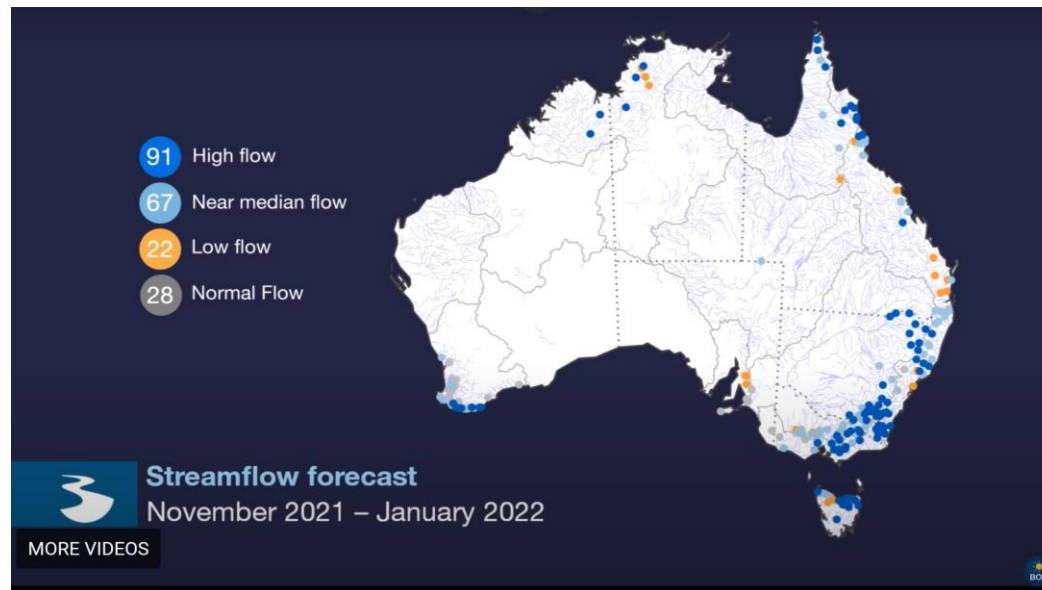 91 High flow
67 Near median flow
22 Low flow
28 Normal Flow
Streamflow forecast
November 2021 – January 2022
MORE VIDEOS
BO